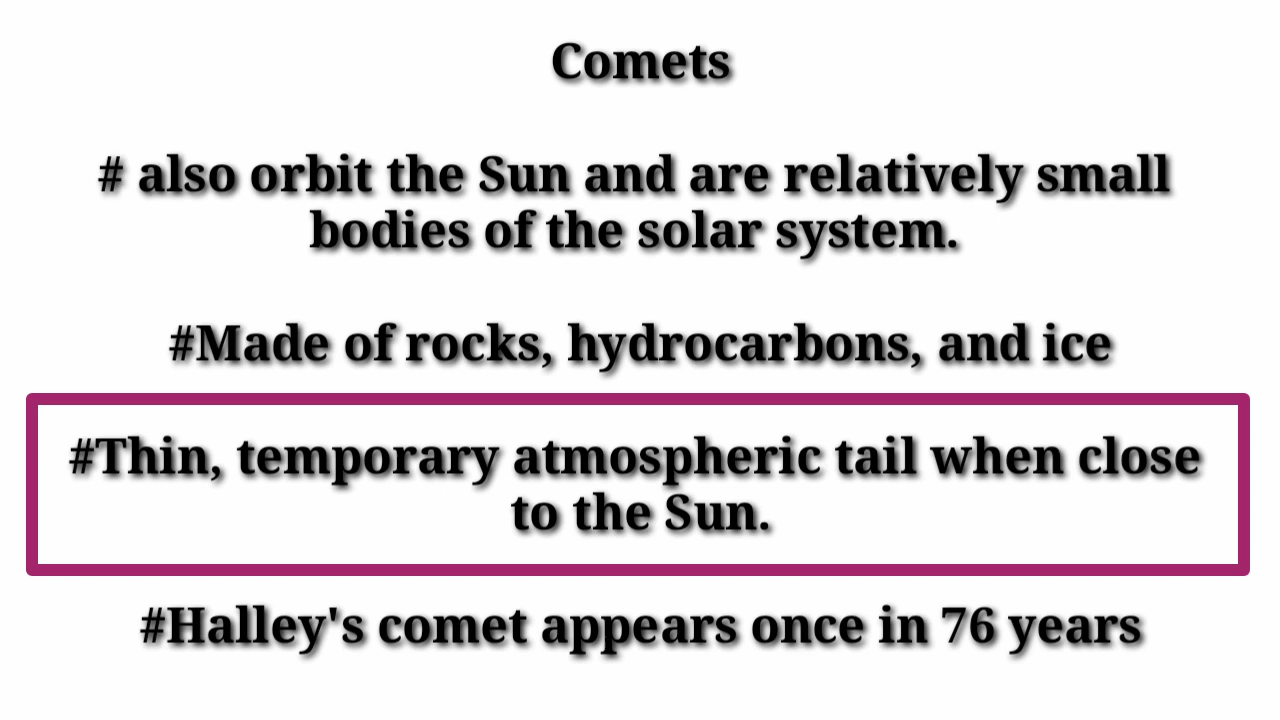 Comets
# also orbit the Sun and are relatively small
bodies of the solar system.
#Made of rocks, hydrocarbons, and ice
#Thin, temporary atmospheric tail when close
to the Sun.
#Halley's comet appears once in 76 years